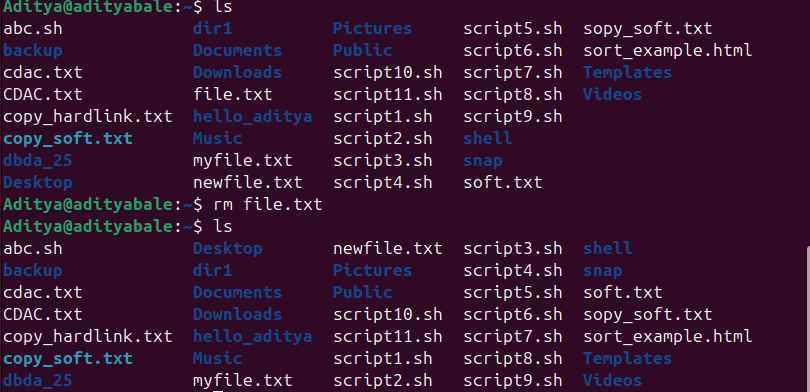 Aditya@adityabale:~$ ls
abc.sh dir1 Pictures script5.sh sopy_soft.txt
backup Documents Public script6.sh sort_example.html
cdac.txt Downloads script10.sh script7.sh Templates
CDAC.txt file.txt script11.sh script8.sh Videos
copy_hardlink.txt hello_aditya script1.sh script9.sh
copy_soft.txt Music script2.sh shell
dbda_25 myfile.txt script3.sh snap
Desktop newfile.txt script4.sh soft.txt
Aditya@adityabale:~$ rm file.txt
Aditya@adityabale:~$ ls
abc.sh Desktop newfile.txt script3.sh shell
backup dir1 Pictures script4.sh snap
cdac.txt Documents Public script5.sh soft.txt
CDAC.txt Downloads script10.sh script6.sh sopy_soft.txt
copy_hardlink.txt hello_aditya script11.sh script7.sh sort_example.html
copy_soft.txt Music script1.sh script8.sh Templates
dbda_25 myfile.txt script2.sh script9.sh Videos